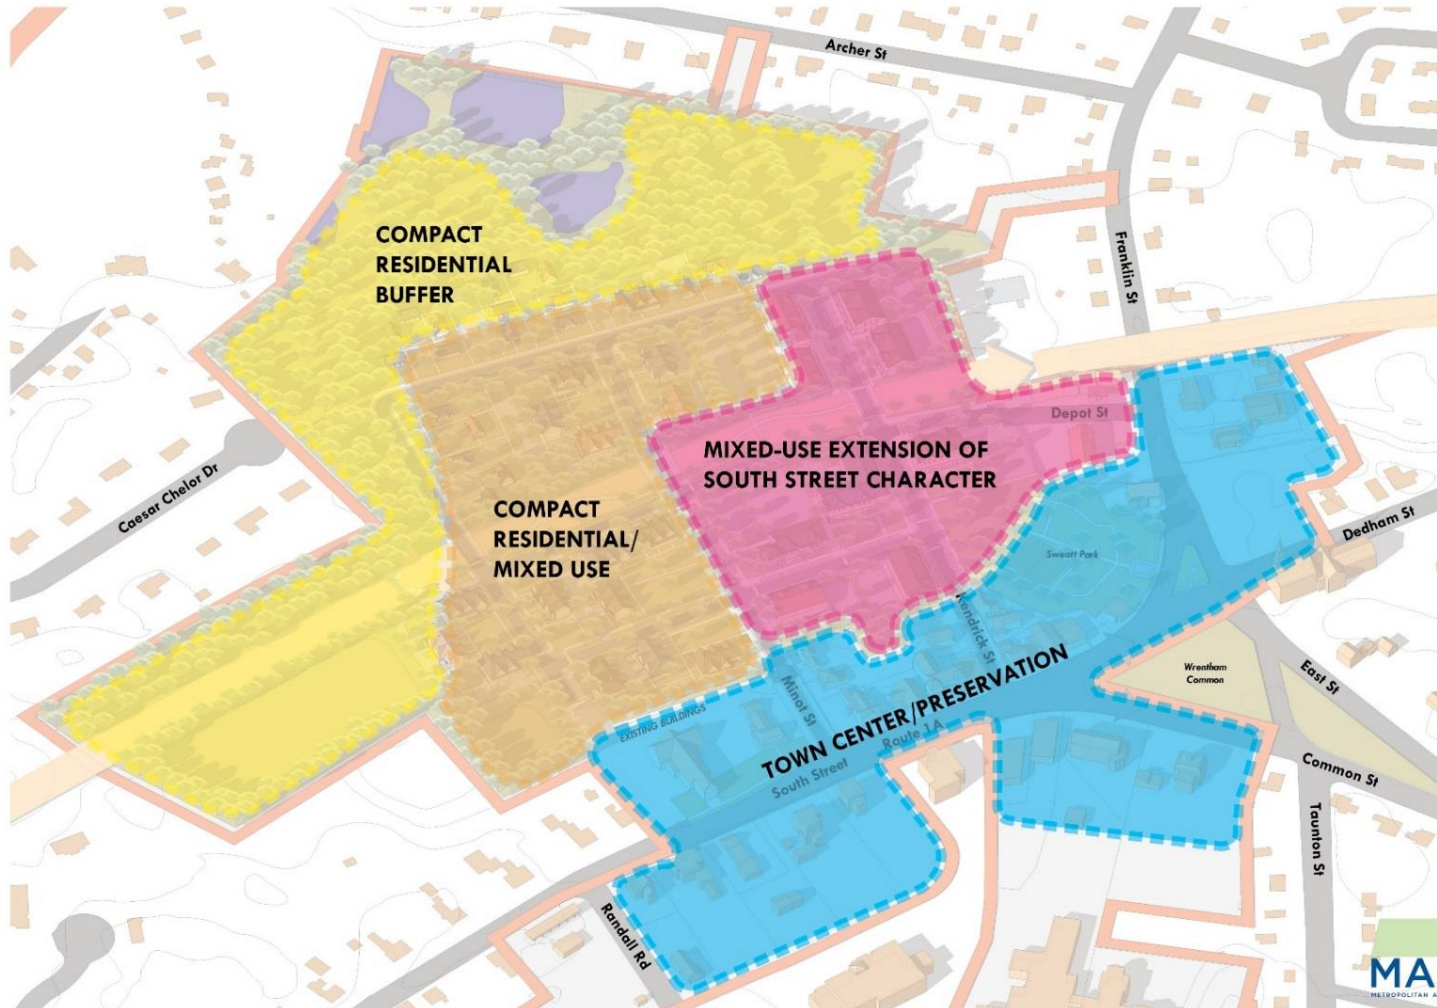 Archer St
COMPACT
RESIDENTIAL
BUFFER
Franklin St
Depot St
MIXED-USE EXTENSION OF
SOUTH STREET CHARACTER
Caesar Chelor Dr
COMPACT
RESIDENTIAL/
MIXED USE
Dedham St
Sweatt Park
Kendrick St
Wrentham
Common
East St
Minot St
EXISTING BUILDINGS
TOWN CENTER/PRESERVATION
Route 1A
South Street
Common St
Taunton St
Randall Rd
MA
METROPOLITAN A